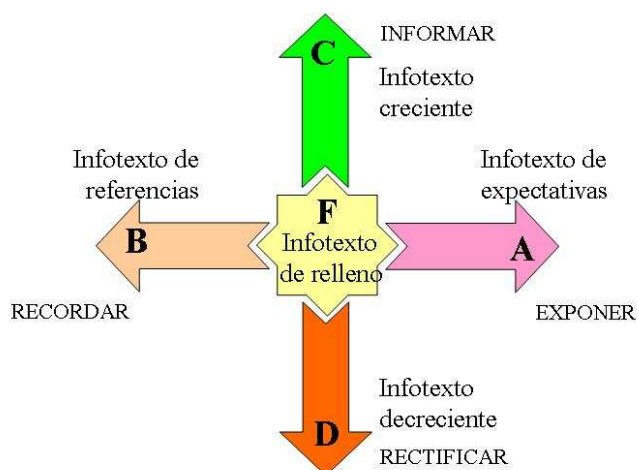 C
INFORMAR
Infotexto
creciente
Infotexto de
referencias
Infotexto de
expectativas
F
Infotexto
de relleno
B
A
RECORDAR
EXPONER
Infotexto
decreciente
D
RECTIFICAR